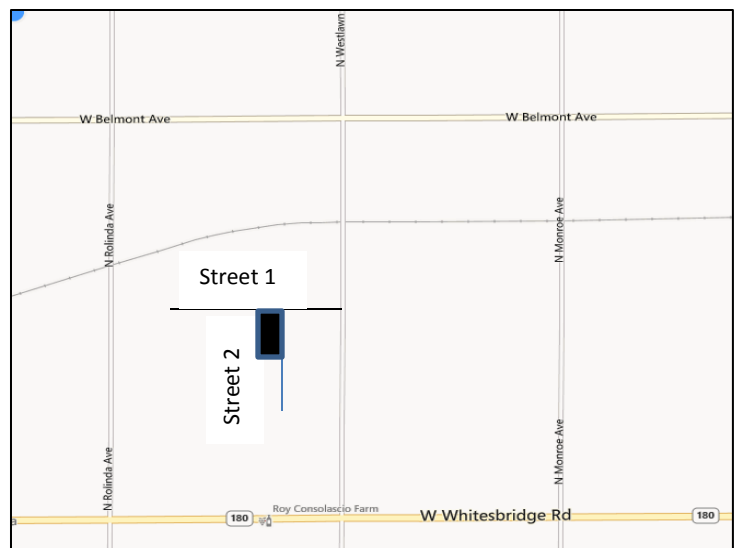 N Westlawn
W Belmont Ave
W Belmont Ave
N Rolinda Ave
N Monroe Ave
Street 1
Street 2
N Rolinda Ave
N Monroe Ave
Roy Consolascio Farm
180
W Whitesbridge Rd
180
a